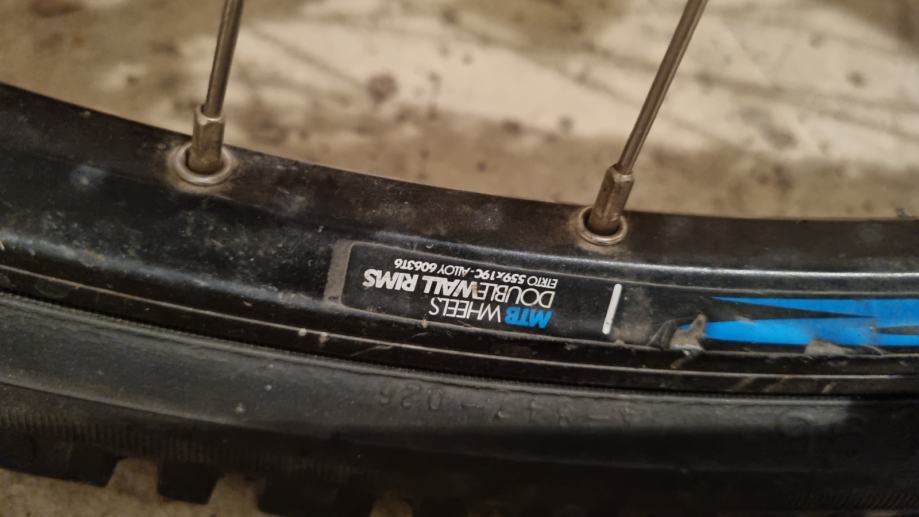 MTB WHEELS
DOUBLEWALL RIMS
ETRTO 559x19C - ALLOY 6063T6